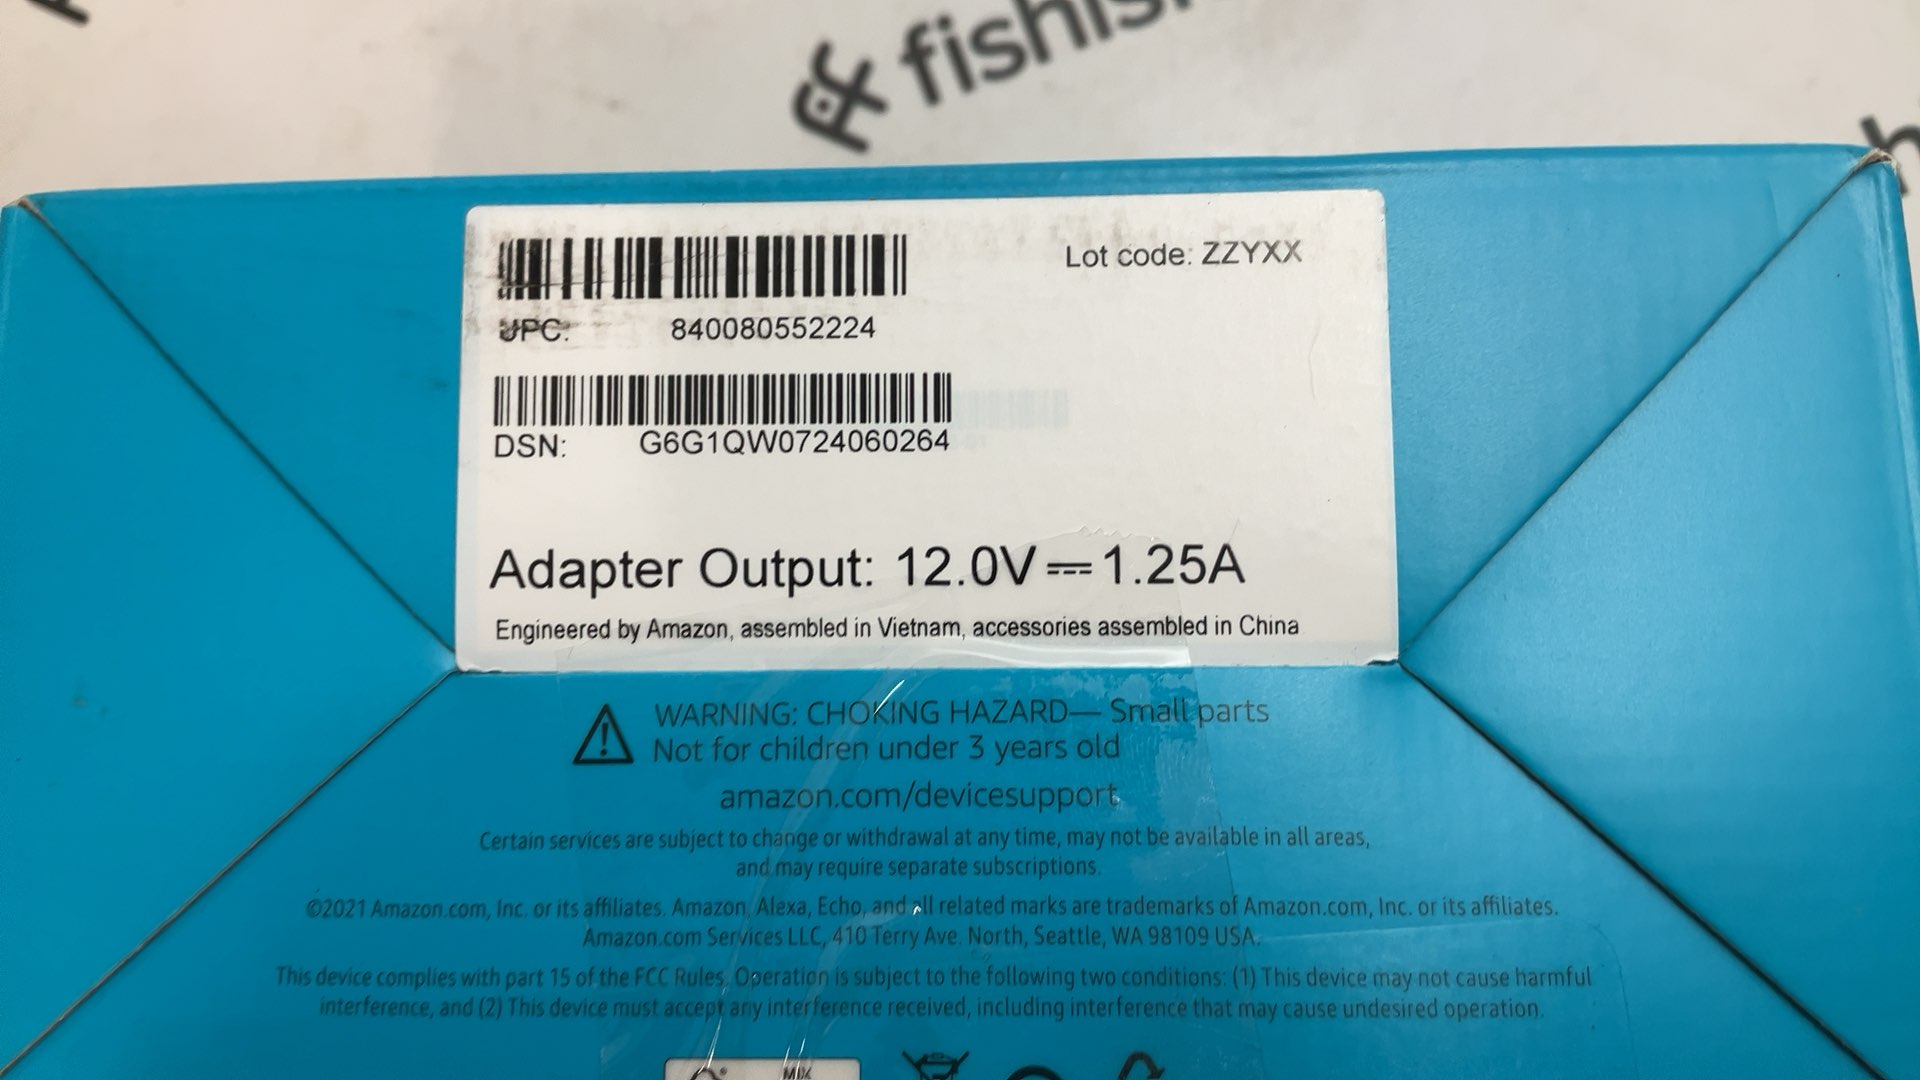 fishis
Lot code: ZZYXX
UPC: 840080552224
DSN: G6G1QW0724060264
Adapter Output: 12.0V⎓1.25A
Engineered by Amazon, assembled in Vietnam, accessories assembled in China
WARNING: CHOKING HAZARD— Small parts
Not for children under 3 years old
amazon.com/devicesupport
Certain services are subject to change or withdrawal at any time, may not be available in all areas,
and may require separate subscriptions.
©2021 Amazon.com, Inc. or its affiliates. Amazon, Alexa, Echo, and all related marks are trademarks of Amazon.com, Inc. or its affiliates.
Amazon.com Services LLC, 410 Terry Ave. North, Seattle, WA 98109 USA.
This device complies with part 15 of the FCC Rules. Operation is subject to the following two conditions: (1) This device may not cause harmful
interference, and (2) This device must accept any interference received, including interference that may cause undesired operation.
MIX